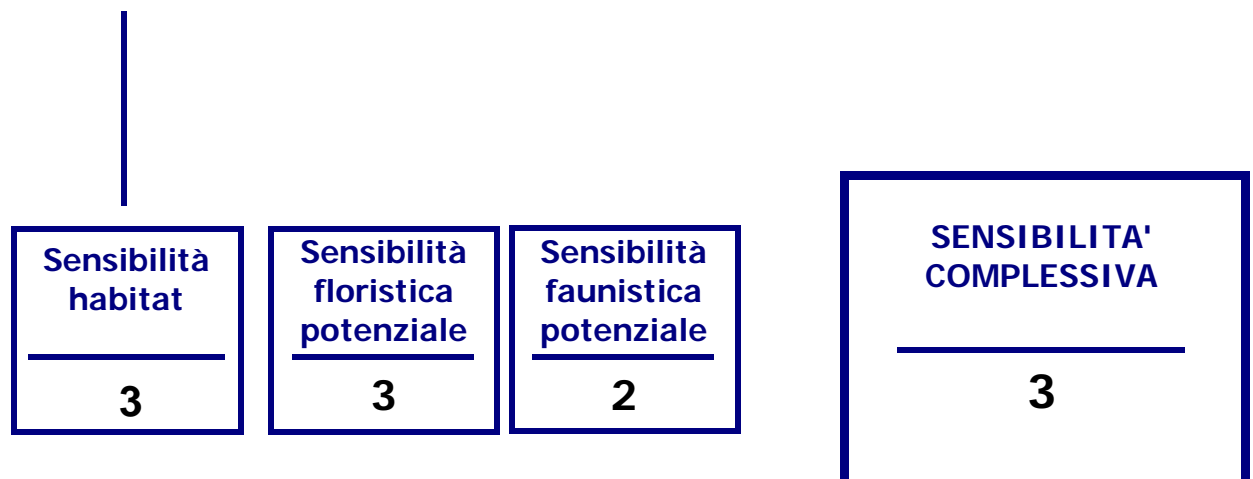 Sensibilità
habitat
3
Sensibilità
floristica
potenziale
3
Sensibilità
faunistica
potenziale
2
SENSIBILITA'
COMPLESSIVA
3